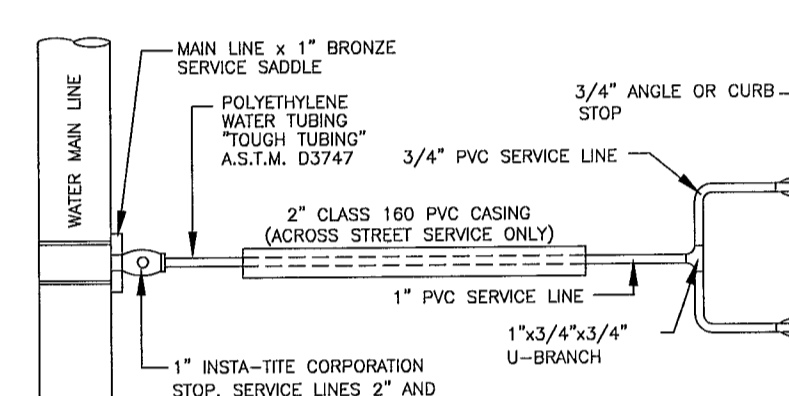 MAIN LINE x 1" BRONZE
SERVICE SADDLE
WATER MAIN LINE
POLYETHYLENE
WATER TUBING
"TOUGH TUBING"
A.S.T.M. D3747
3/4" ANGLE OR CURB
STOP
3/4" PVC SERVICE LINE
2" CLASS 160 PVC CASING
(ACROSS STREET SERVICE ONLY)
1" PVC SERVICE LINE
1"x3/4"x3/4"
U-BRANCH
1" INSTA-TITE CORPORATION
STOP. SERVICE LINES 2" AND